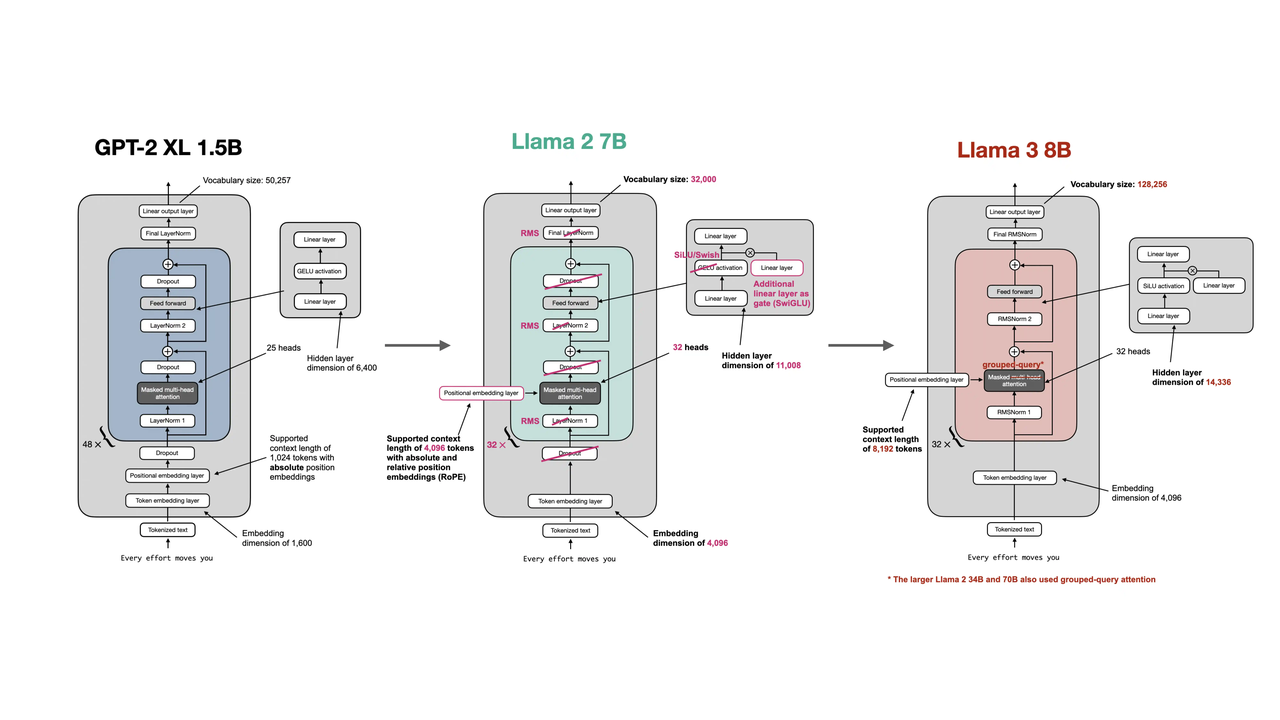 GPT-2 XL 1.5B
Vocabulary size: 50,257
Linear output layer
Final LayerNorm
Dropout
Feed forward
LayerNorm 2
Dropout
Masked multi-head
attention
LayerNorm 1
48 ×
Dropout
Positional embedding layer
Token embedding layer
Tokenized text
Every effort moves you
Linear layer
GELU activation
Linear layer
Hidden layer
dimension of 6,400
25 heads
Supported
context length of
1,024 tokens with
absolute position
embeddings
Embedding
dimension of 1,600
Llama 2 7B
Vocabulary size: 32,000
Linear output layer
RMS
Final LayerNorm
Dropout
Feed forward
RMS
LayerNorm 2
Dropout
Masked multi-head
attention
Positional embedding layer
RMS
LayerNorm 1
32 ×
Dropout
Token embedding layer
Tokenized text
Every effort moves you
Linear layer
SiLU/Swish
GELU activation
Linear layer
Additional
linear layer as
gate (SwiGLU)
Linear layer
Hidden layer
dimension of 11,008
32 heads
Supported context
length of 4,096 tokens
with absolute and
relative position
embeddings (RoPE)
Embedding
dimension of 4,096
Llama 3 8B
Vocabulary size: 128,256
Linear output layer
Final RMSNorm
Feed forward
RMSNorm 2
grouped-query*
Masked multi-head
attention
Positional embedding layer
RMSNorm 1
32 ×
Token embedding layer
Tokenized text
Every effort moves you
Linear layer
SiLU activation
Linear layer
Linear layer
Hidden layer
dimension of 14,336
32 heads
Supported
context length
of 8,192 tokens
Embedding
dimension of 4,096
* The larger Llama 2 34B and 70B also used grouped-query attention